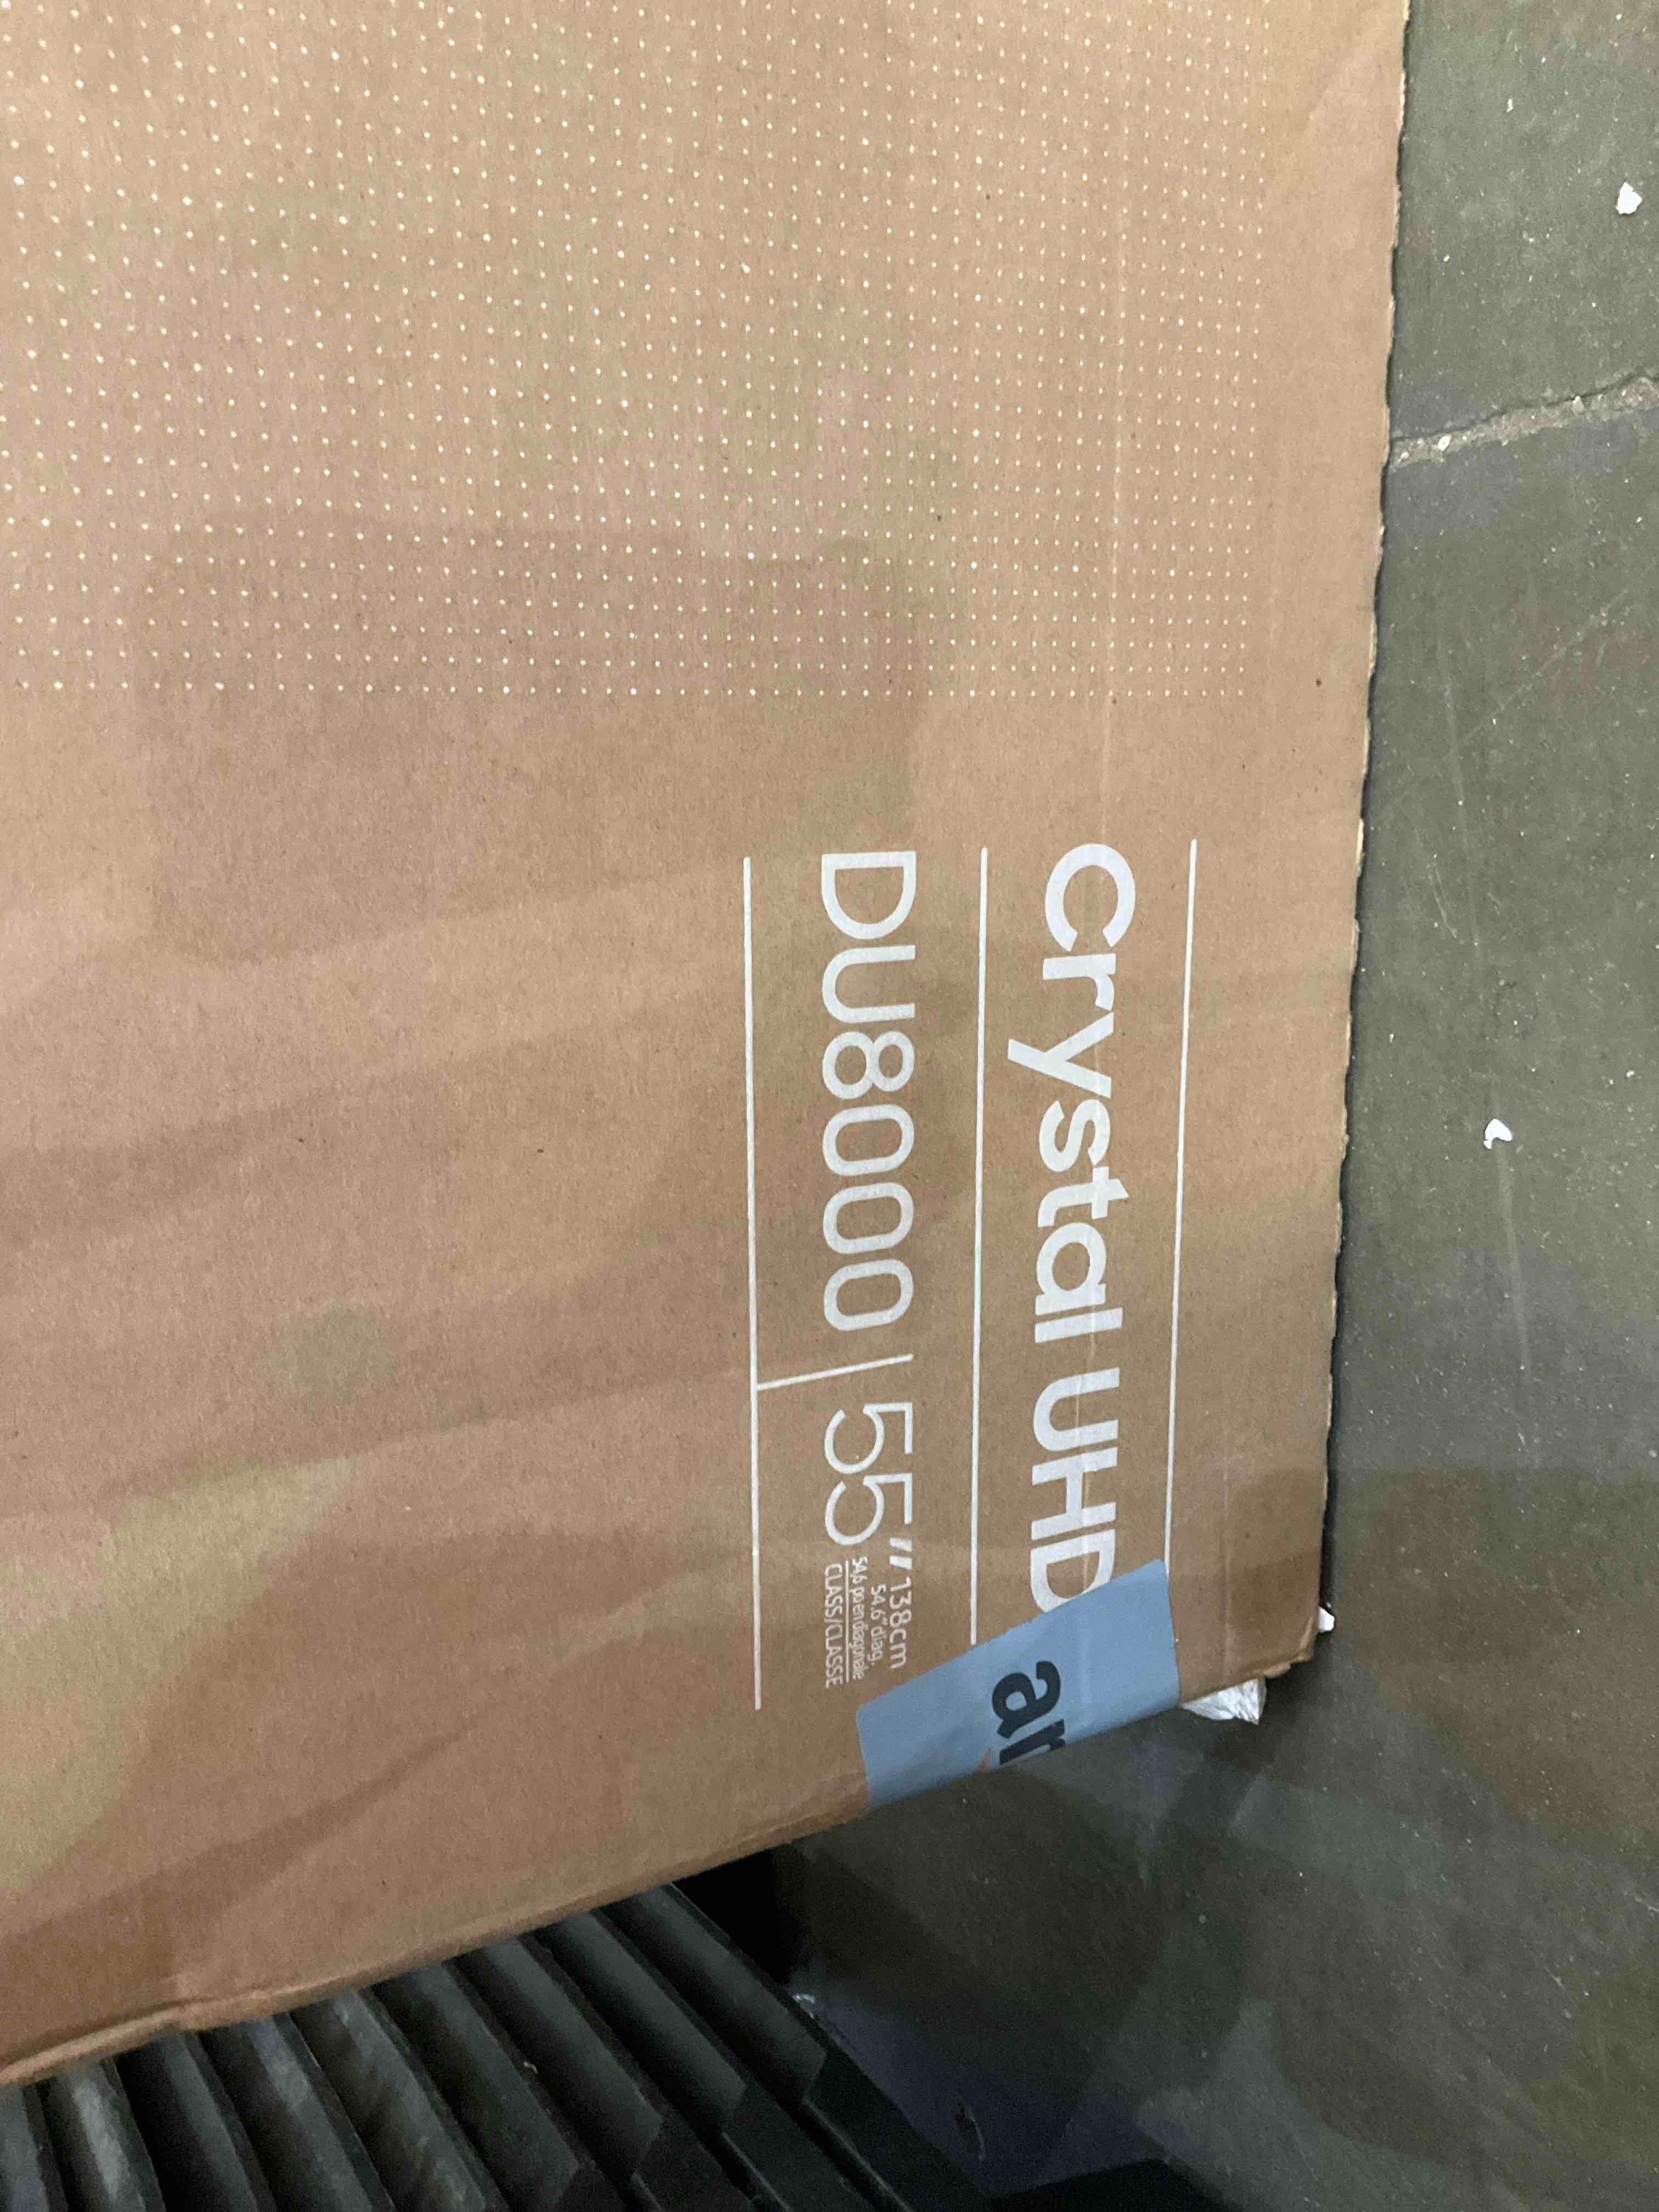 Crystal UHD
DU8000 | 55" 138cm
54.6" diag.
54,6 po en diagonale
CLASS/CLASSE